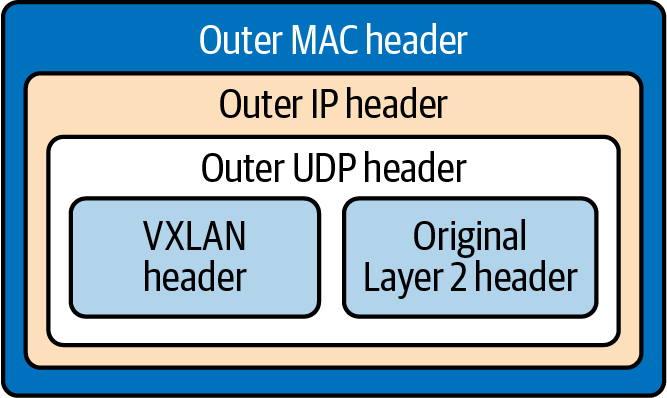 Outer MAC header
Outer IP header
Outer UDP header
VXLAN
header
Original
Layer 2 header